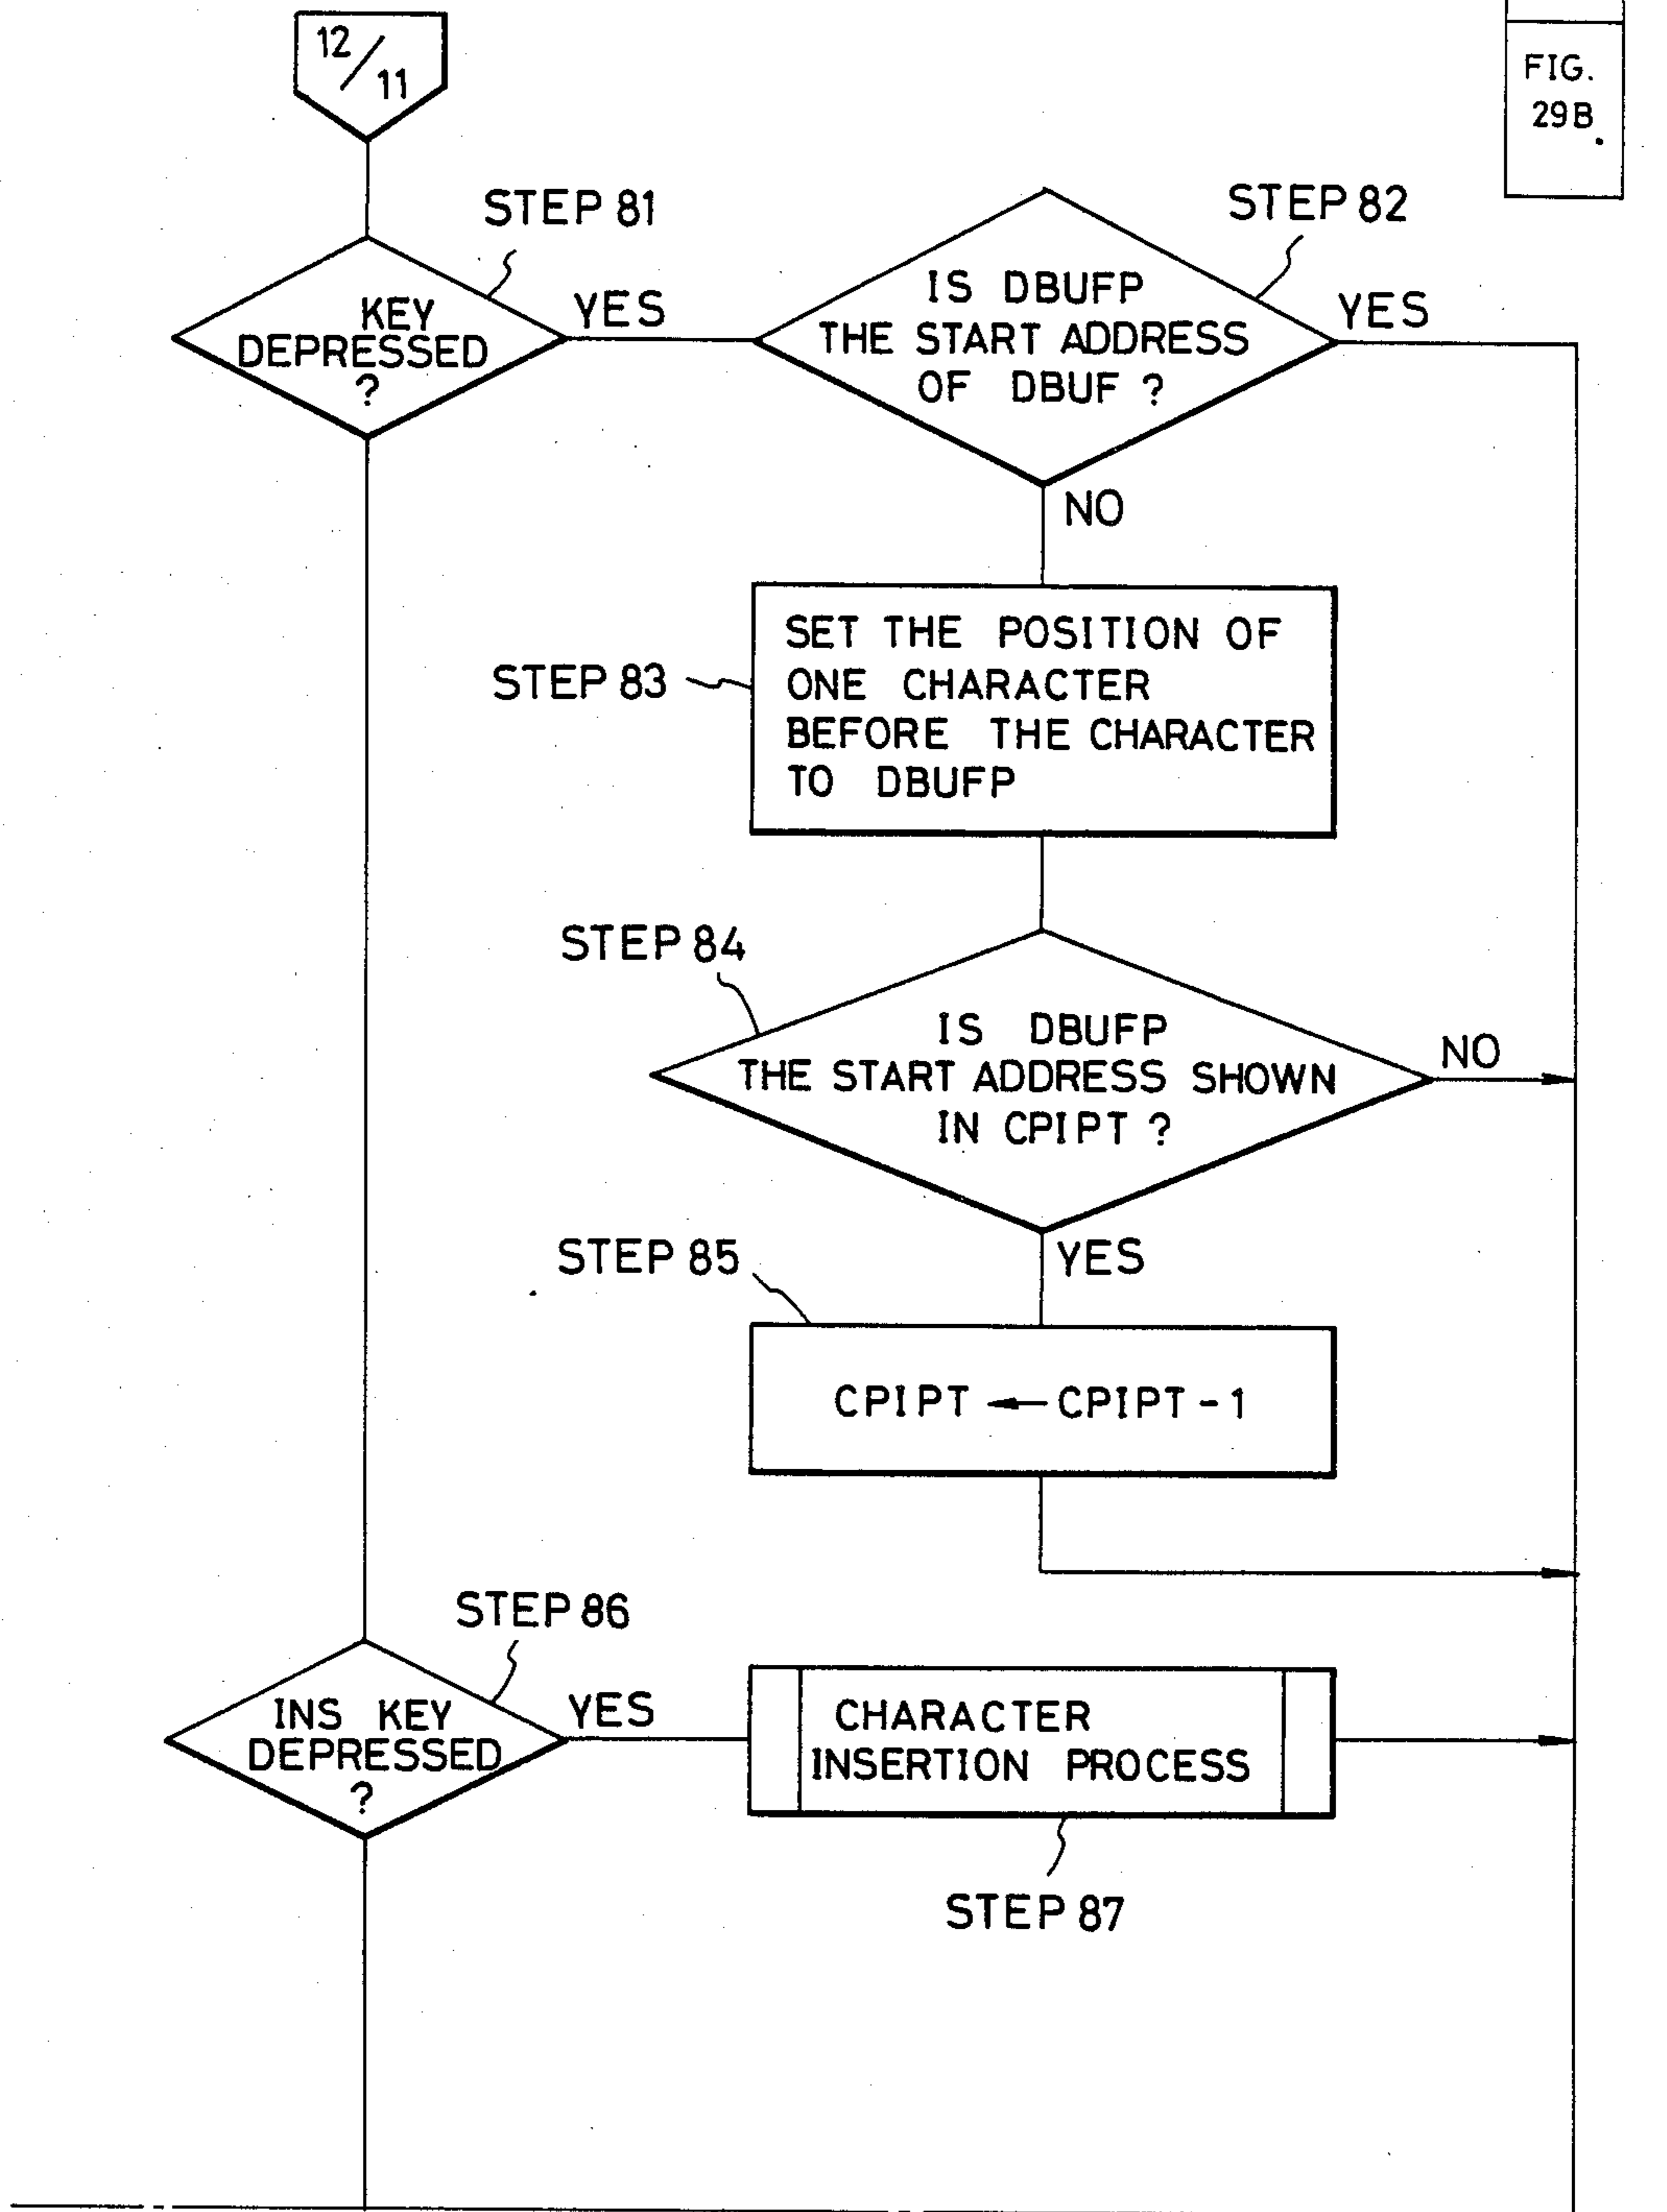 12/11
FIG.
29B
STEP 81
STEP 82
KEY
DEPRESSED
?
YES
IS DBUFP
THE START ADDRESS
OF DBUF ?
YES
NO
STEP 83
SET THE POSITION OF
ONE CHARACTER
BEFORE THE CHARACTER
TO DBUFP
STEP 84
IS DBUFP
THE START ADDRESS SHOWN
IN CPIPT ?
NO
YES
STEP 85
CPIPT ← CPIPT - 1
STEP 86
INS KEY
DEPRESSED
?
YES
CHARACTER
INSERTION PROCESS
STEP 87